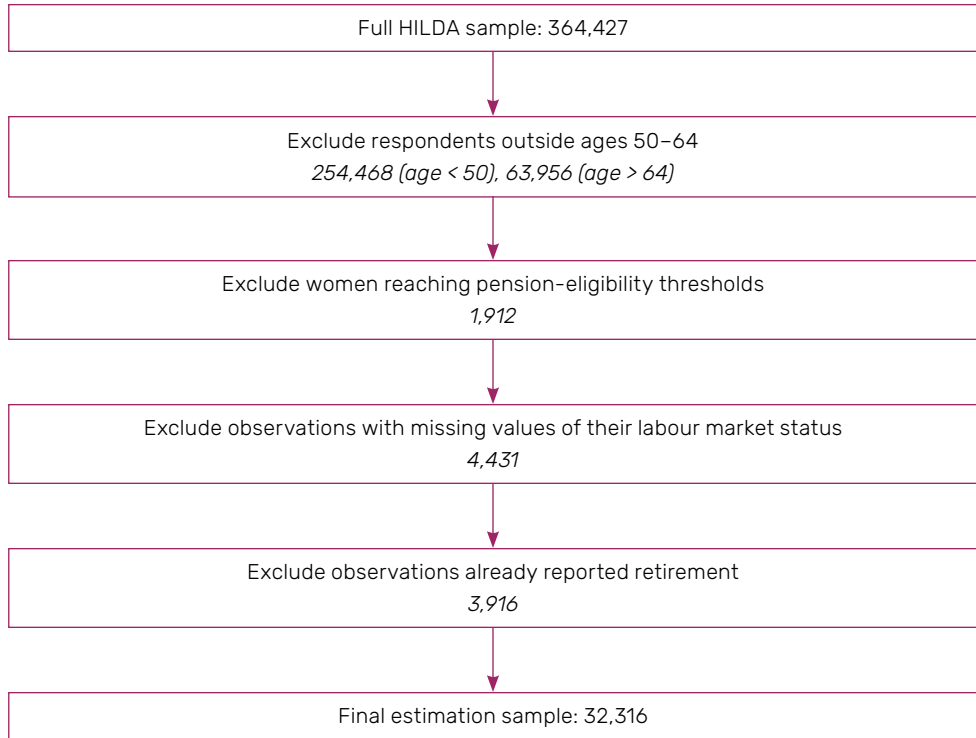 Full HILDA sample: 364,427
Exclude respondents outside ages 50–64
254,468 (age < 50), 63,956 (age > 64)
Exclude women reaching pension-eligibility thresholds
1,912
Exclude observations with missing values of their labour market status
4,431
Exclude observations already reported retirement
3,916
Final estimation sample: 32,316